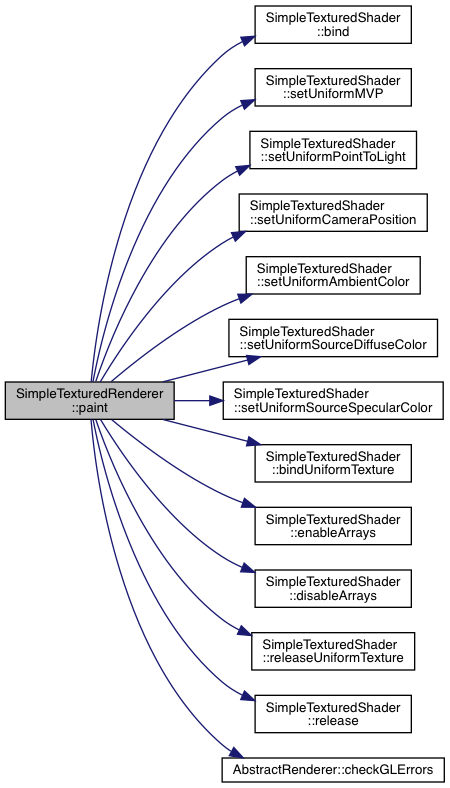 SimpleTexturedShader
::bind
SimpleTexturedShader
::setUniformMVP
SimpleTexturedShader
::setUniformPointToLight
SimpleTexturedShader
::setUniformCameraPosition
SimpleTexturedShader
::setUniformAmbientColor
SimpleTexturedShader
::setUniformSourceDiffuseColor
SimpleTexturedRenderer
::paint
SimpleTexturedShader
::setUniformSourceSpecularColor
SimpleTexturedShader
::bindUniformTexture
SimpleTexturedShader
::enableArrays
SimpleTexturedShader
::disableArrays
SimpleTexturedShader
::releaseUniformTexture
SimpleTexturedShader
::release
AbstractRenderer::checkGLErrors